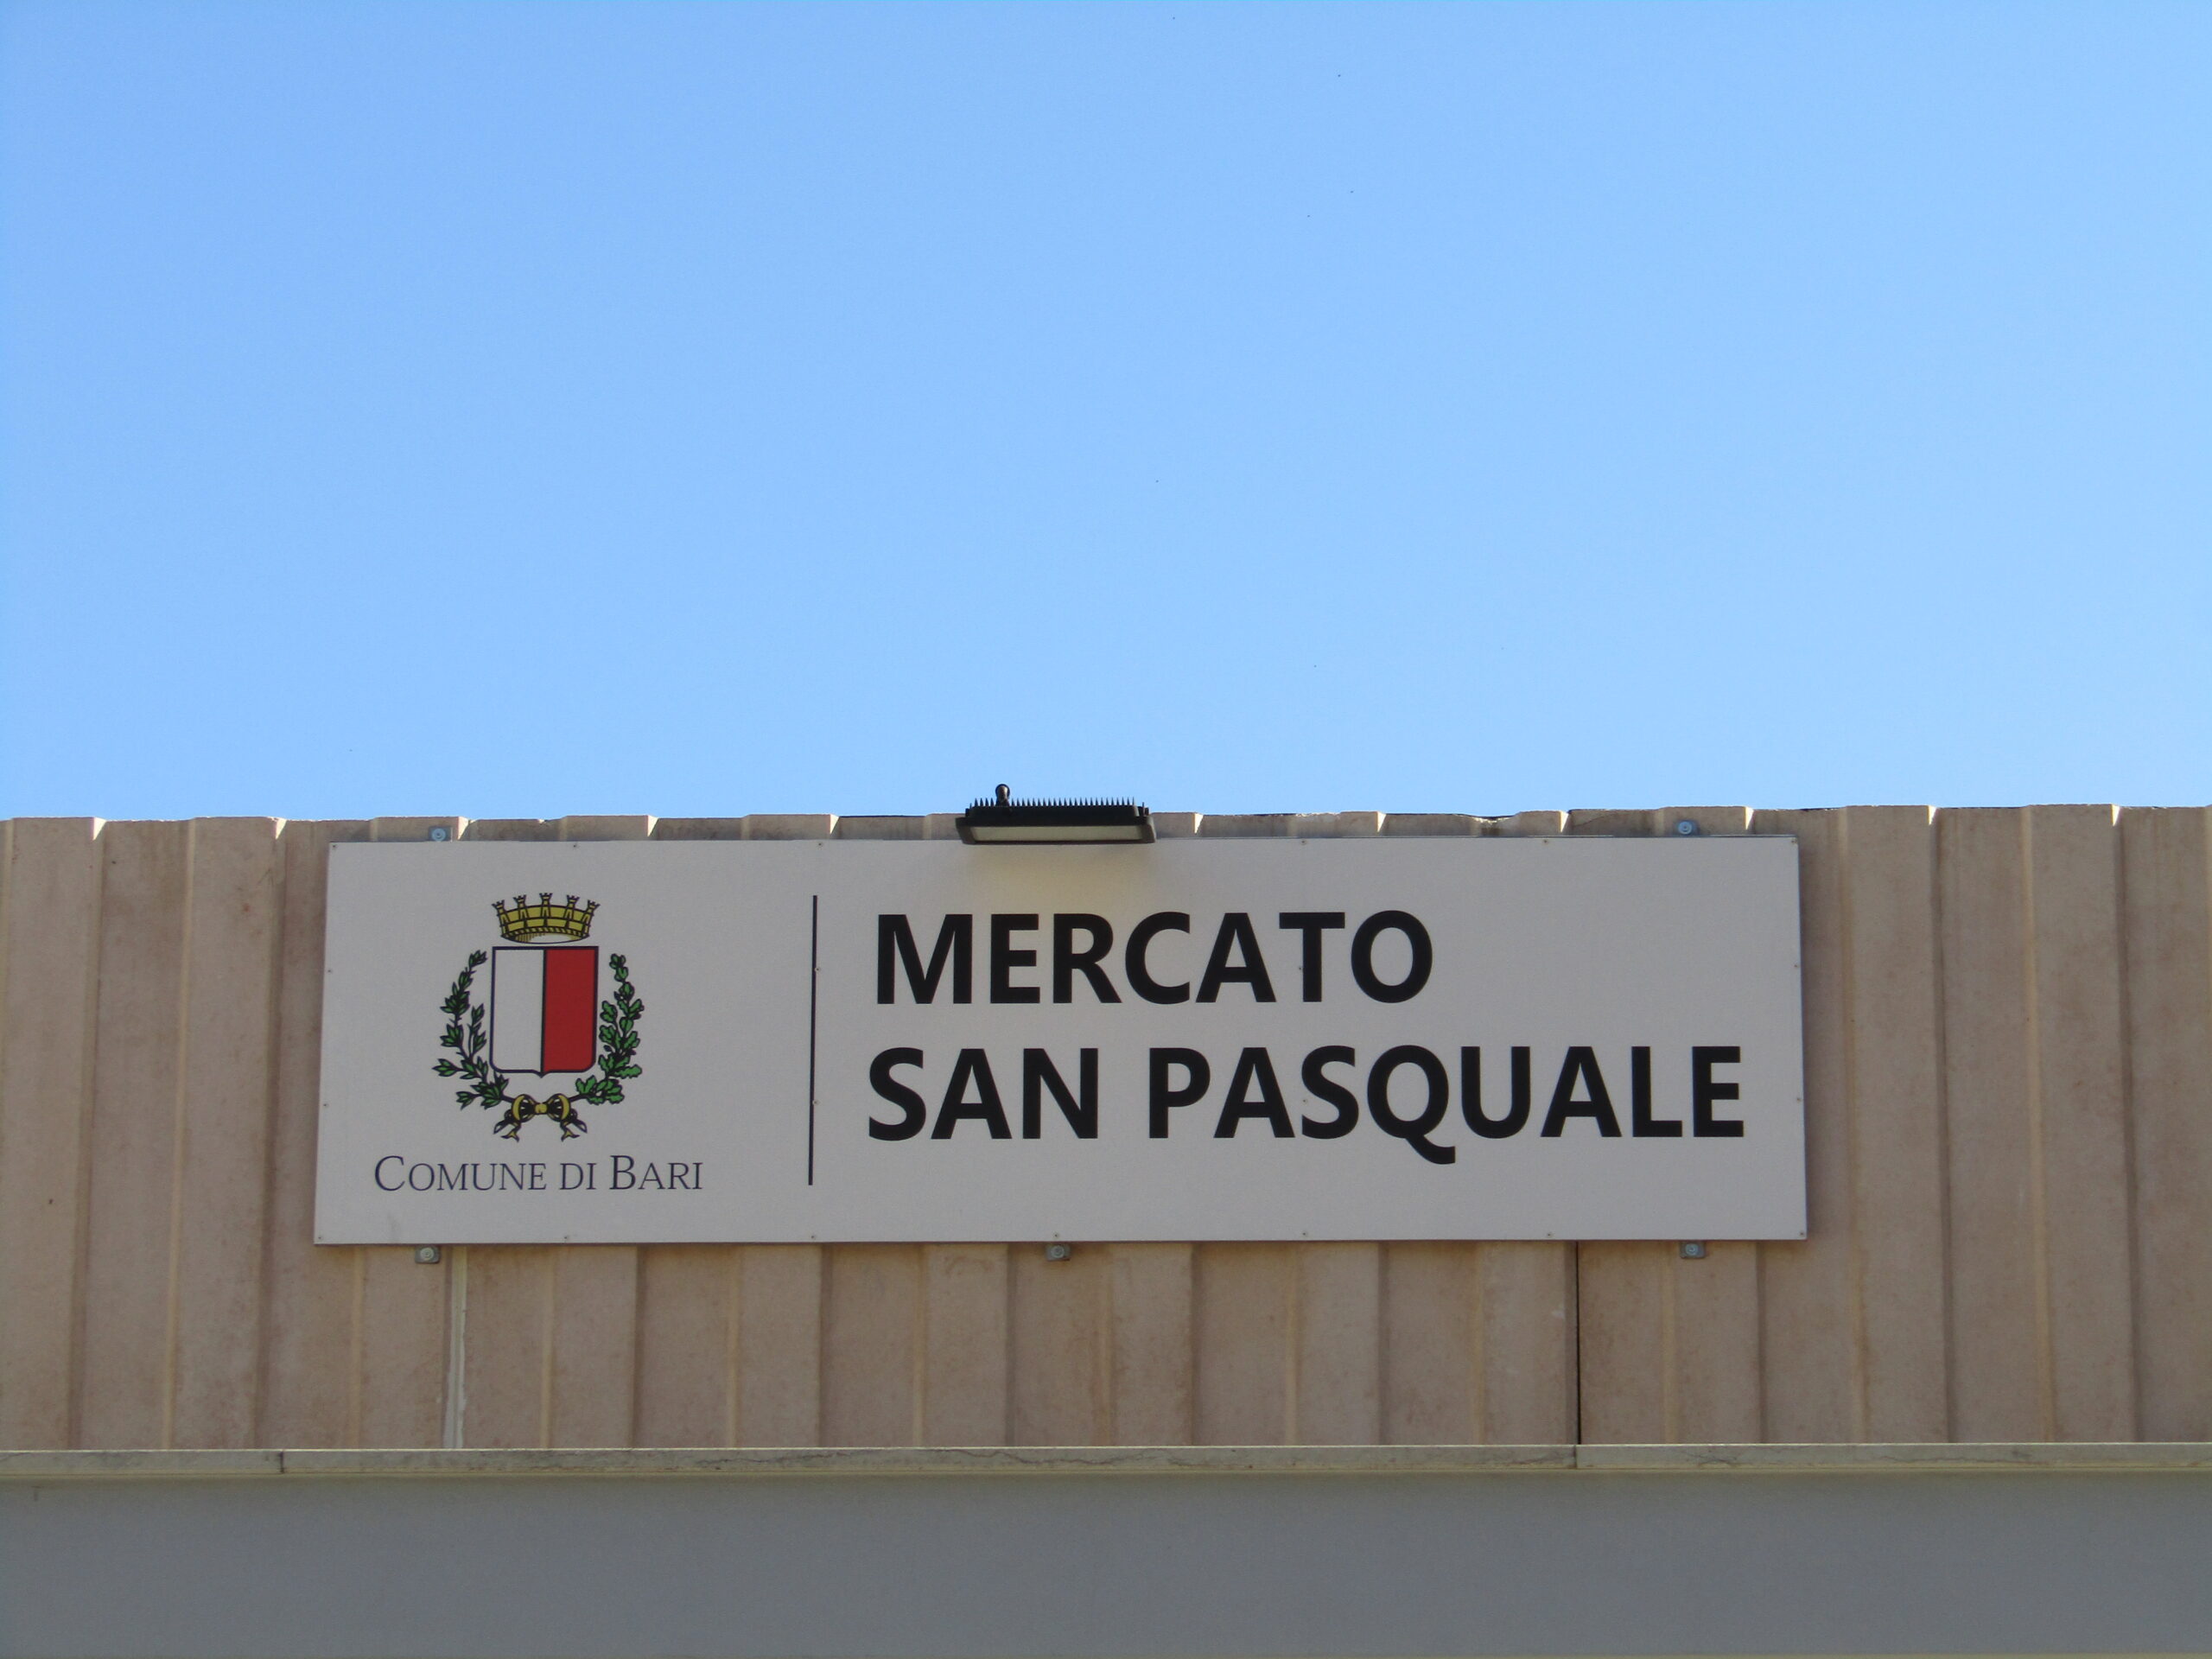 COMUNE DI BARI
MERCATO
SAN PASQUALE